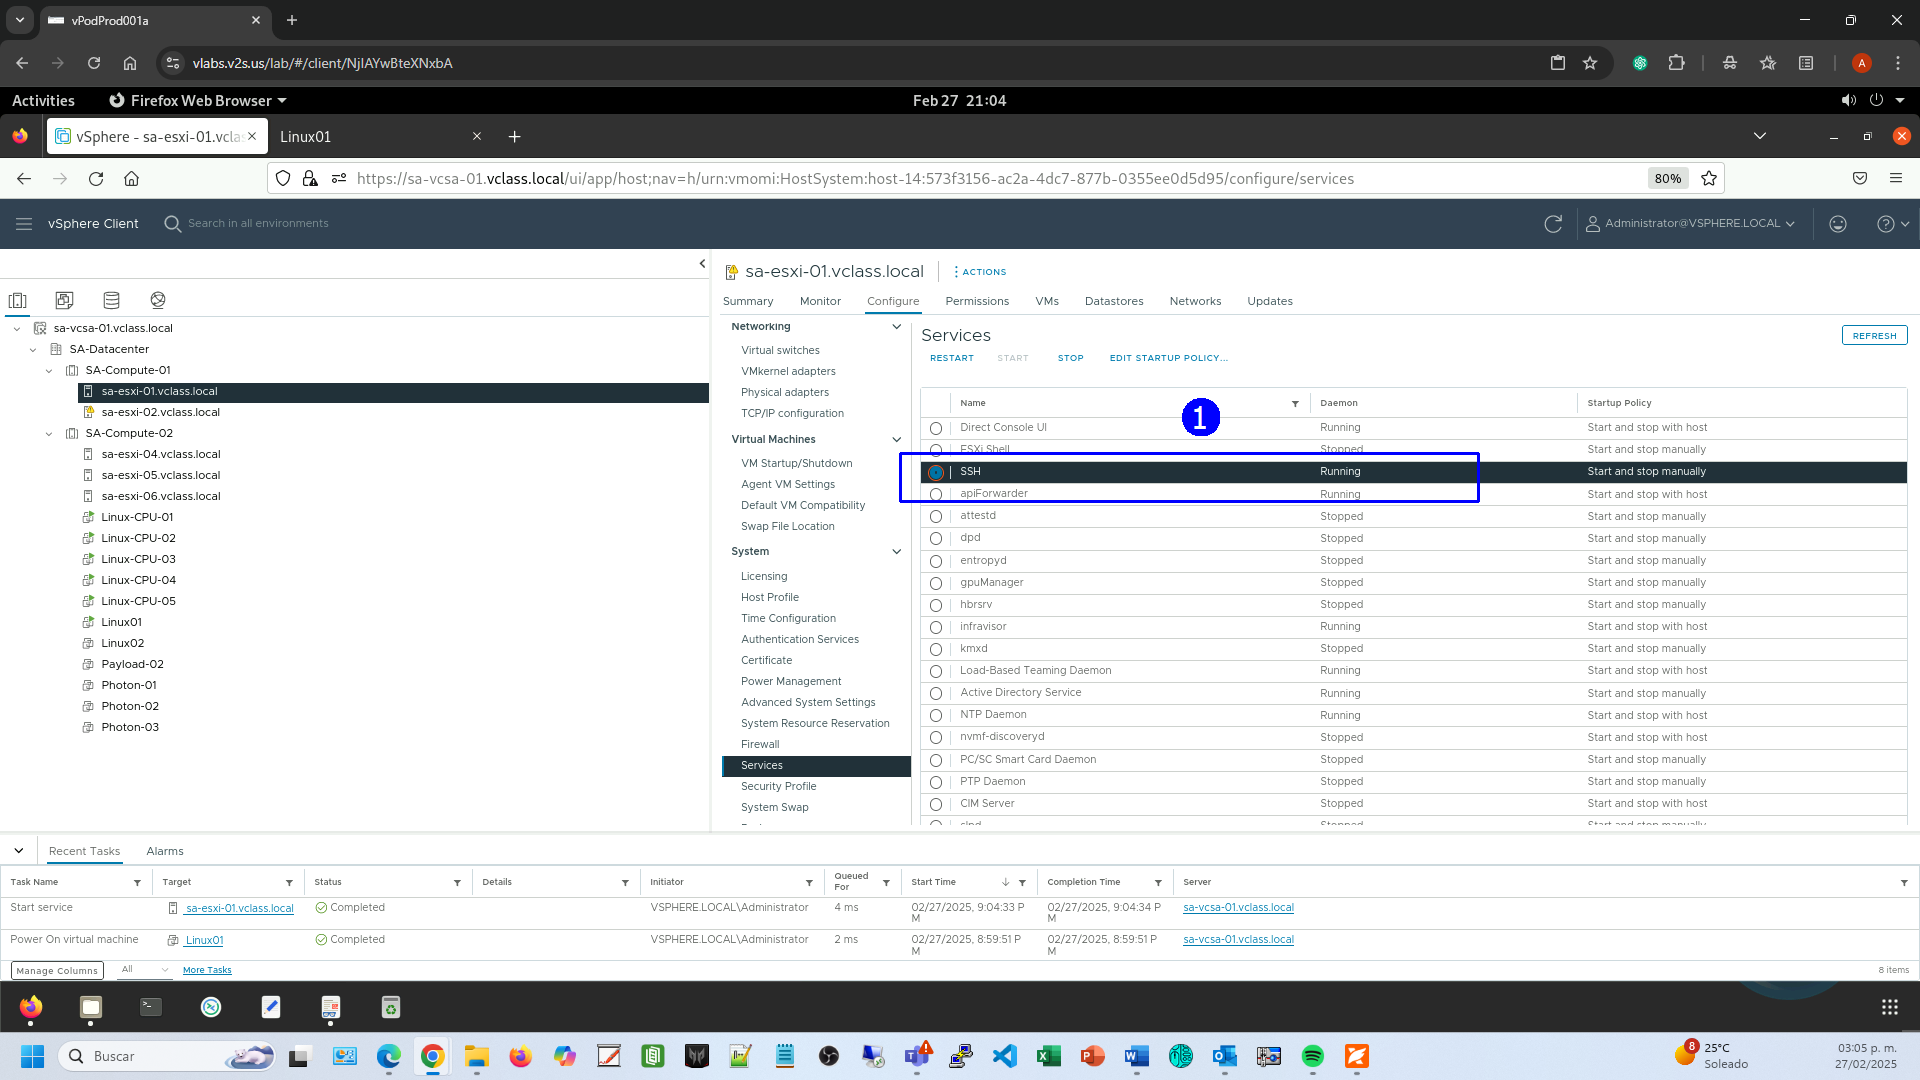 vPodProd001a
vlabs.v2s.us/lab/#/client/NjIAYwBteXNxbA
A
Activities
Firefox Web Browser
Feb 27 21:04
vSphere - sa-esxi-01.vclas
Linux01
https://sa-vcsa-01.vclass.local/ui/app/host;nav=h/urn:vmomi:HostSystem:host-14:573f3156-ac2a-4dc7-877b-0355ee0d5d95/configure/services
80%
vSphere Client
Search in all environments
Administrator@VSPHERE.LOCAL
sa-vcsa-01.vclass.local
SA-Datacenter
SA-Compute-01
sa-esxi-01.vclass.local
sa-esxi-02.vclass.local
SA-Compute-02
sa-esxi-04.vclass.local
sa-esxi-05.vclass.local
sa-esxi-06.vclass.local
Linux-CPU-01
Linux-CPU-02
Linux-CPU-03
Linux-CPU-04
Linux-CPU-05
Linux01
Linux02
Payload-02
Photon-01
Photon-02
Photon-03
sa-esxi-01.vclass.local
ACTIONS
Summary Monitor Configure Permissions VMs Datastores Networks Updates
Networking
Virtual switches
VMkernel adapters
Physical adapters
TCP/IP configuration
Virtual Machines
VM Startup/Shutdown
Agent VM Settings
Default VM Compatibility
Swap File Location
System
Licensing
Host Profile
Time Configuration
Authentication Services
Certificate
Power Management
Advanced System Settings
System Resource Reservation
Firewall
Services
Security Profile
System Swap
Services
REFRESH
RESTART START STOP EDIT STARTUP POLICY...
1
Name Daemon Startup Policy
Direct Console UI Running Start and stop with host
ESXi Shell Stopped Start and stop manually
SSH Running Start and stop manually
apiForwarder Running Start and stop with host
attestd Stopped Start and stop manually
dpd Stopped Start and stop manually
entropyd Stopped Start and stop manually
gpuManager Stopped Start and stop manually
hbrsrv Stopped Start and stop manually
infravisor Running Start and stop with host
kmxd Stopped Start and stop manually
Load-Based Teaming Daemon Running Start and stop with host
Active Directory Service Running Start and stop manually
NTP Daemon Running Start and stop with host
nvmf-discoveryd Stopped Start and stop with host
PC/SC Smart Card Daemon Stopped Start and stop manually
PTP Daemon Stopped Start and stop manually
CIM Server Stopped Start and stop with host
slpd Stopped Start and stop manually
Recent Tasks Alarms
Task Name Target Status Details Initiator Queued For Start Time Completion Time Server
Start service sa-esxi-01.vclass.local Completed VSPHERE.LOCAL\Administrator 4 ms 02/27/2025, 9:04:33 PM 02/27/2025, 9:04:34 PM sa-vcsa-01.vclass.local
Power On virtual machine Linux01 Completed VSPHERE.LOCAL\Administrator 2 ms 02/27/2025, 8:59:51 PM 02/27/2025, 8:59:51 PM sa-vcsa-01.vclass.local
Manage Columns All More Tasks 8 items
Buscar
8
25°C
Soleado
03:05 p. m.
27/02/2025